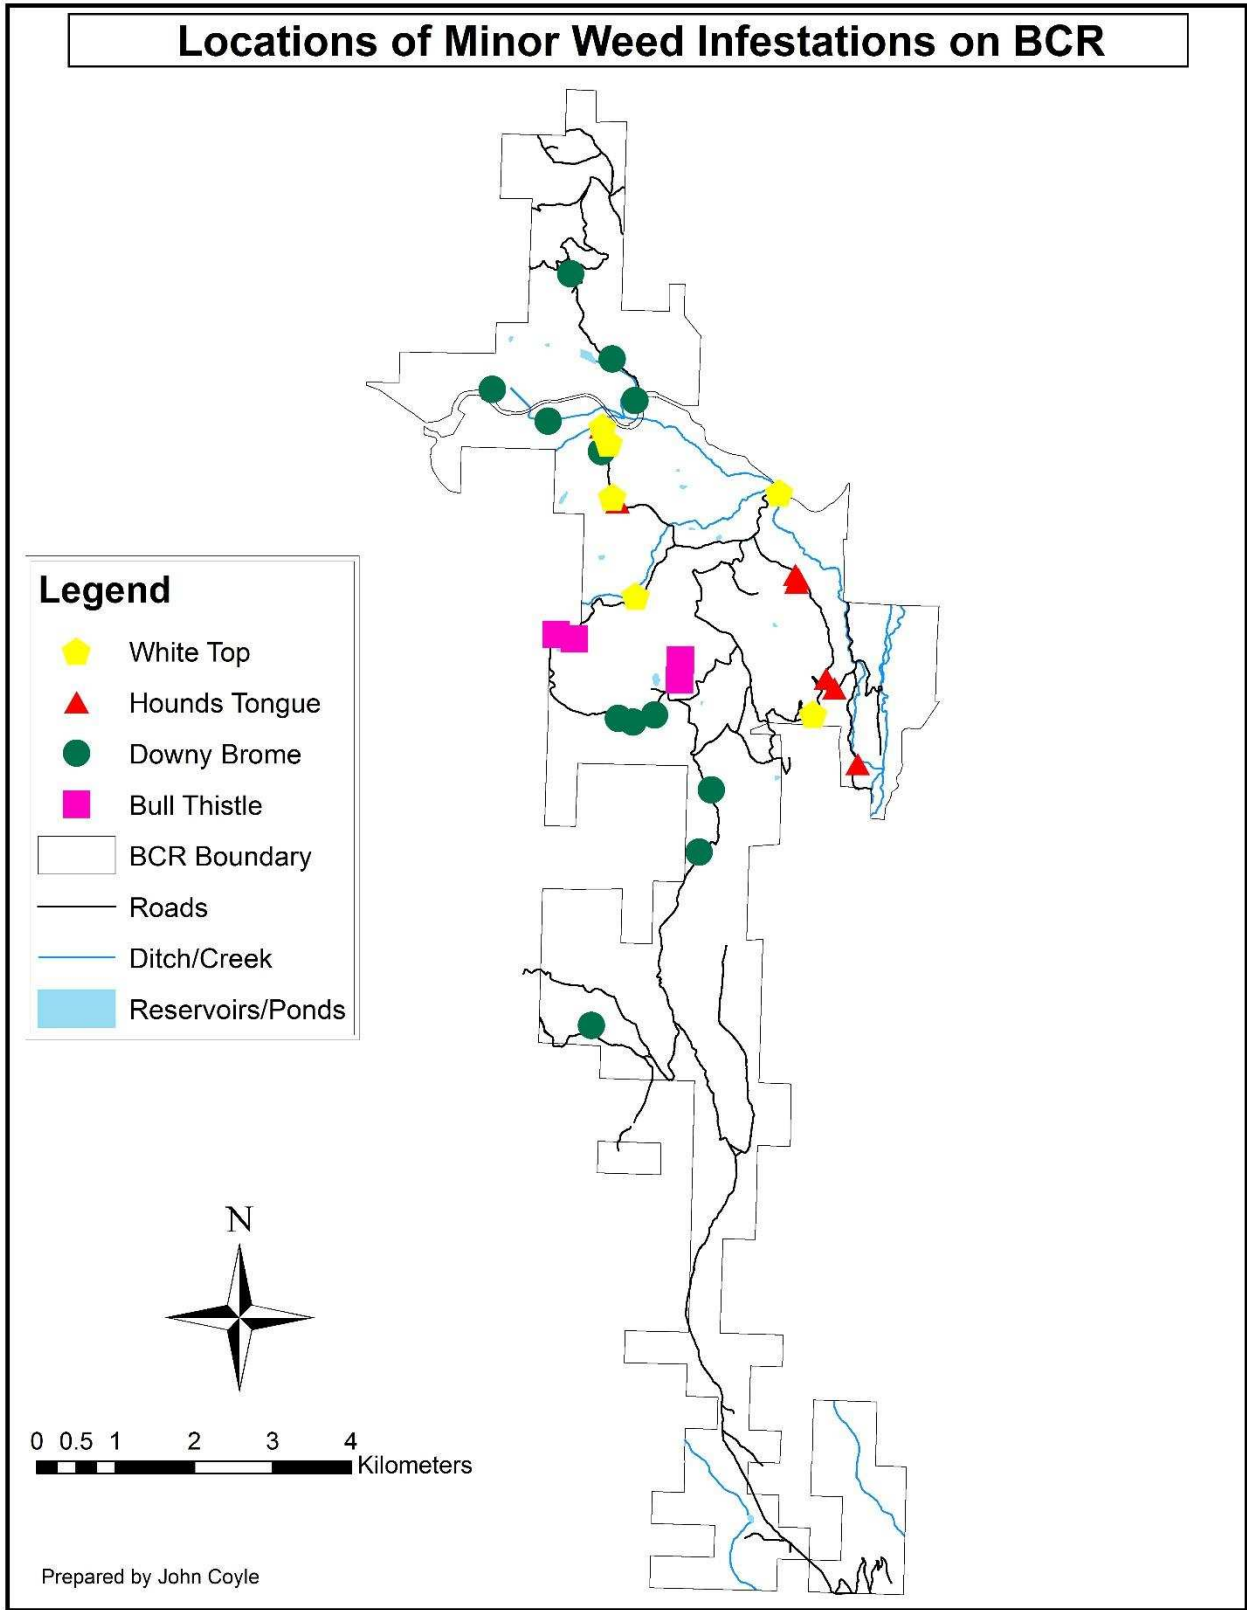 Locations of Minor Weed Infestations on BCR
Legend
White Top
Hounds Tongue
Downy Brome
Bull Thistle
BCR Boundary
Roads
Ditch/Creek
Reservoirs/Ponds
N
0 0.5 1 2 3 4
Kilometers
Prepared by John Coyle